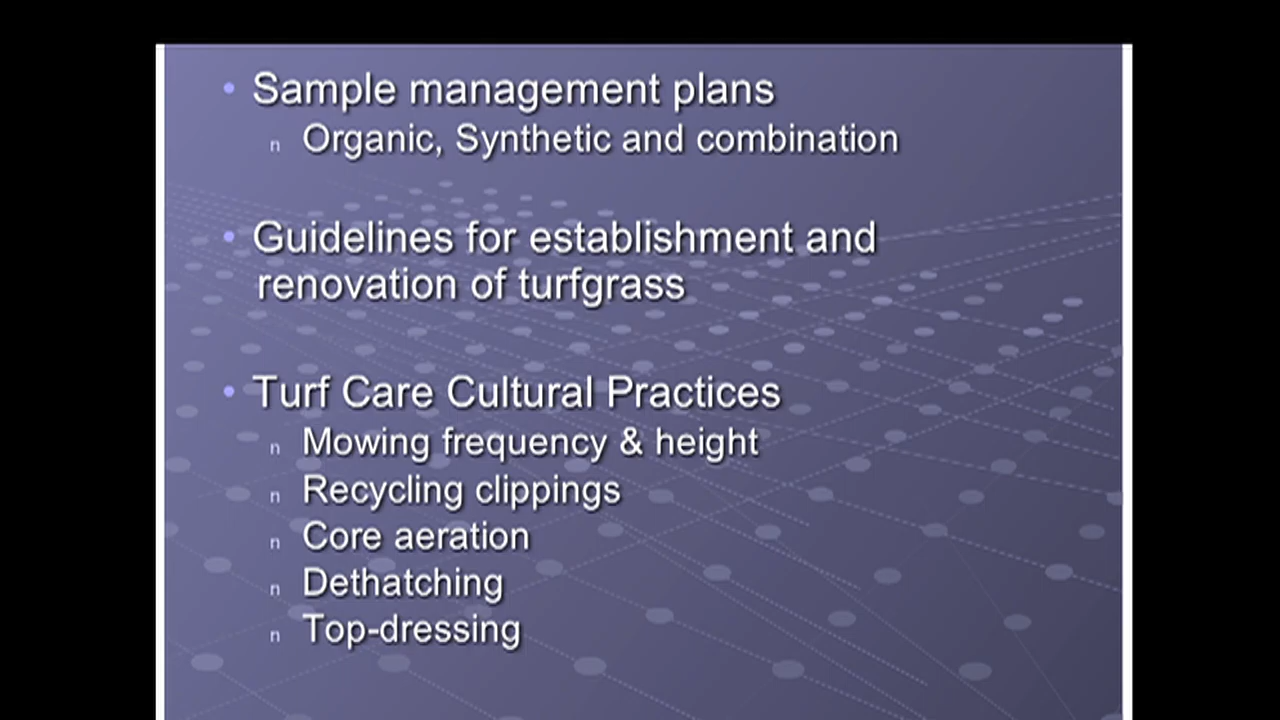 • Sample management plans
n Organic, Synthetic and combination
• Guidelines for establishment and
renovation of turfgrass
• Turf Care Cultural Practices
n Mowing frequency & height
n Recycling clippings
n Core aeration
n Dethatching
n Top-dressing